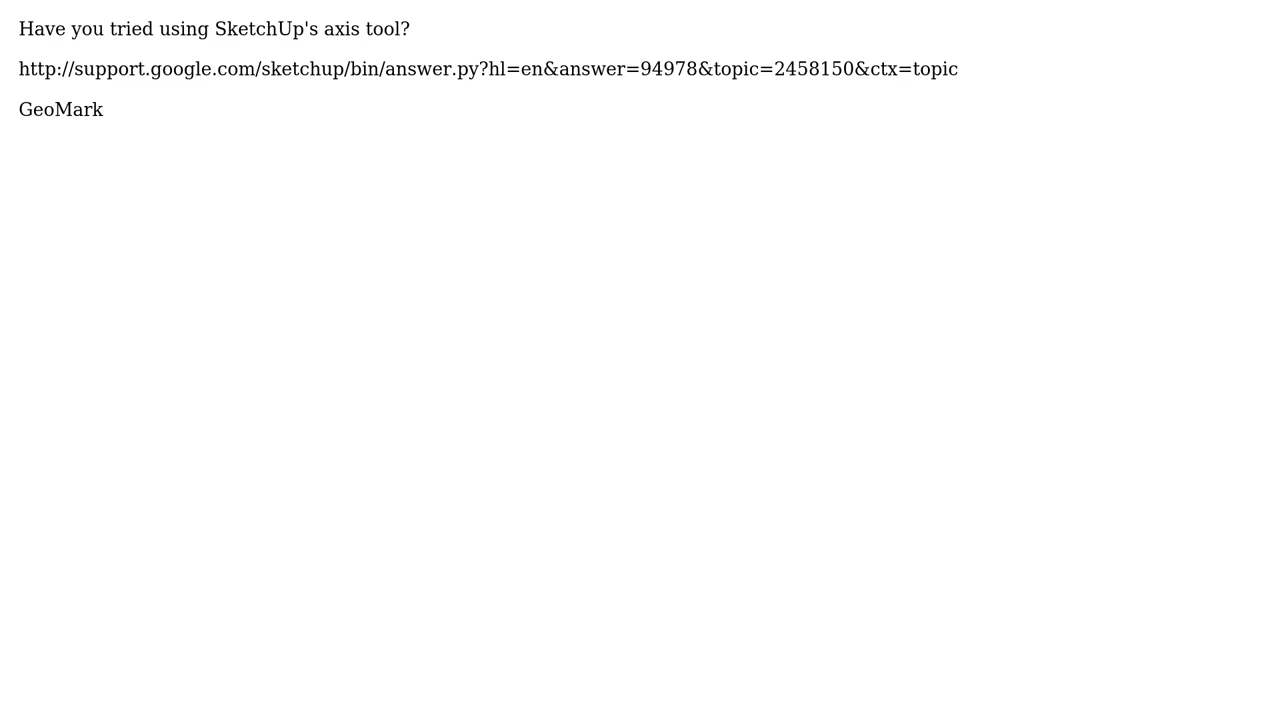 Have you tried using SketchUp's axis tool?
http://support.google.com/sketchup/bin/answer.py?hl=en&answer=94978&topic=2458150&ctx=topic
GeoMark